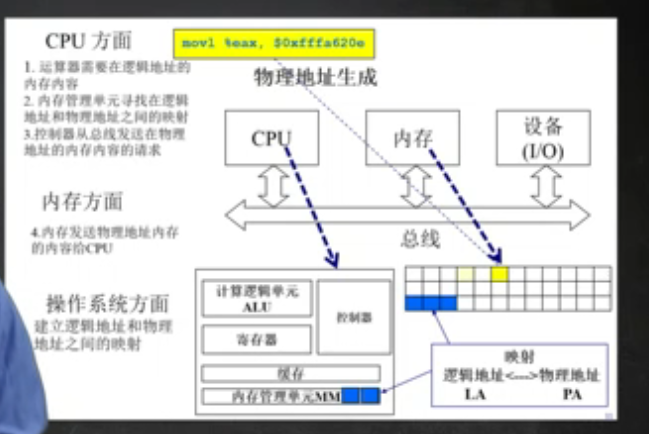 CPU 方面
movl %eax, $0xfffa620e
物理地址生成
1. 运算器需要在逻辑地址的
内存内容
2. 内存管理单元寻找在逻辑
地址和物理地址之间的映射
3.控制器从总线发送在物理
地址的内存内容的请求
CPU
内存
设备
(I/O)
总线
内存方面
4.内存发送物理地址内存
的内容给CPU
操作系统方面
建立逻辑地址和物理
地址之间的映射
计算逻辑单元
ALU
控制器
寄存器
缓存
内存管理单元MM
映射
逻辑地址<--->物理地址
LA PA